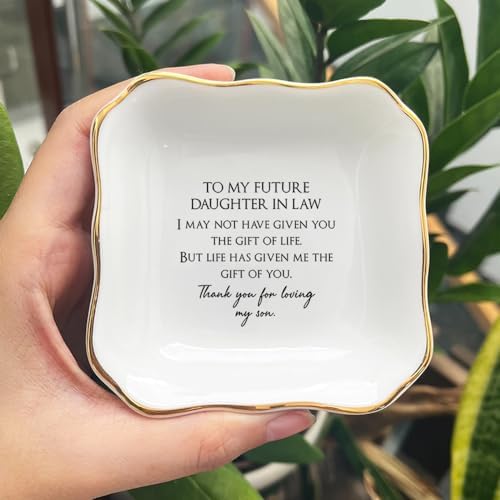 TO MY FUTURE
DAUGHTER IN LAW
I MAY NOT HAVE GIVEN YOU
THE GIFT OF LIFE.
BUT LIFE HAS GIVEN ME THE
GIFT OF YOU.
Thank you for loving
my son.